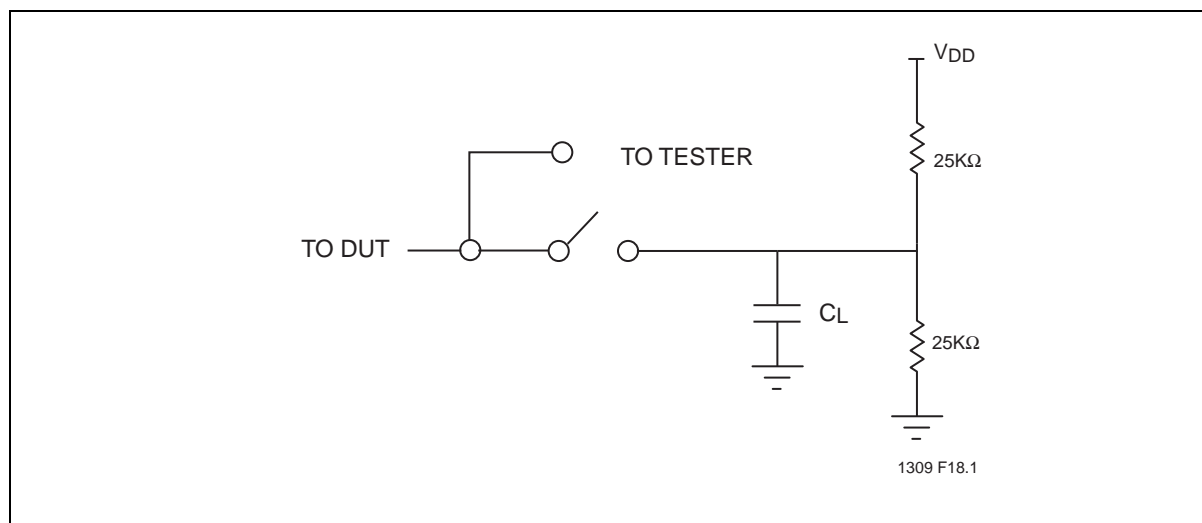 VDD
25KΩ
TO TESTER
TO DUT
CL
25KΩ
1309 F18.1